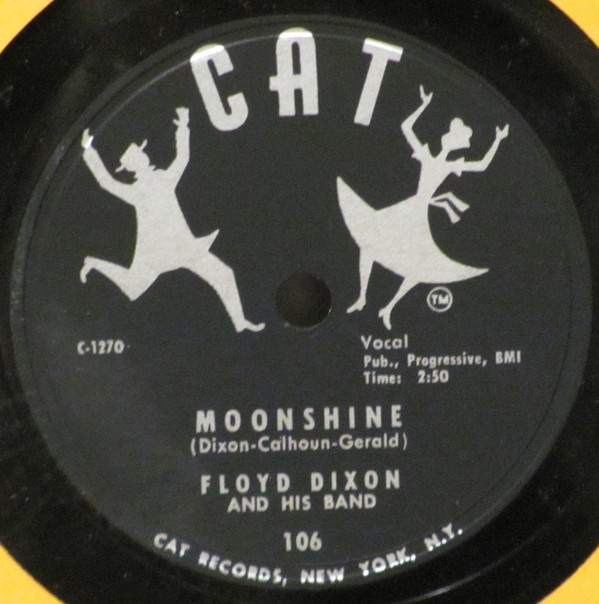 CAT
TM
C-1270
Vocal
Pub., Progressive, BMI
Time: 2:50
MOONSHINE
(Dixon-Calhoun-Gerald)
FLOYD DIXON
AND HIS BAND
106
CAT RECORDS, NEW YORK, N.Y.